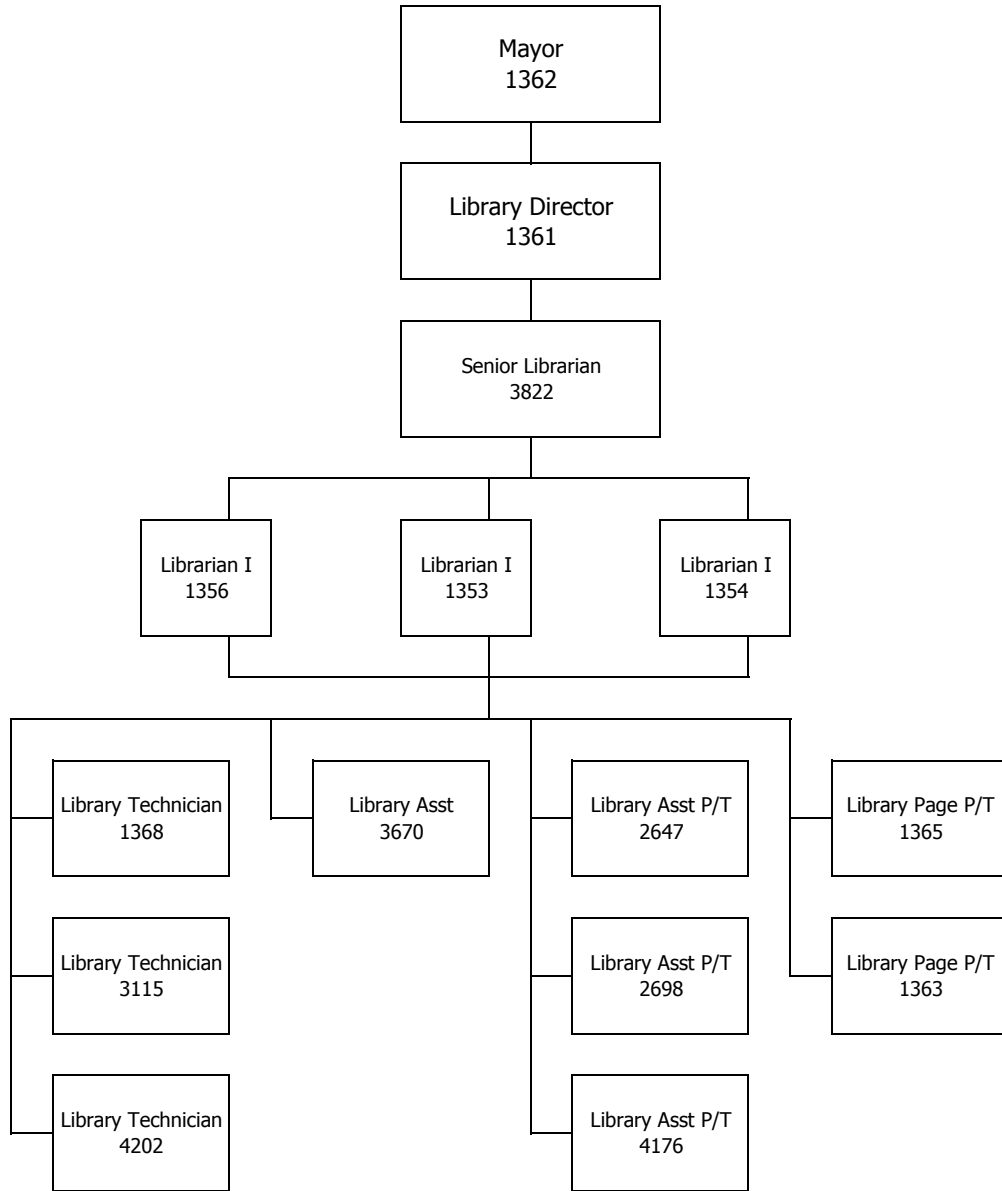 Mayor
1362
Library Director
1361
Senior Librarian
3822
Librarian I
1356
Librarian I
1353
Librarian I
1354
Library Technician
1368
Library Asst
3670
Library Asst P/T
2647
Library Page P/T
1365
Library Technician
3115
Library Asst P/T
2698
Library Page P/T
1363
Library Technician
4202
Library Asst P/T
4176